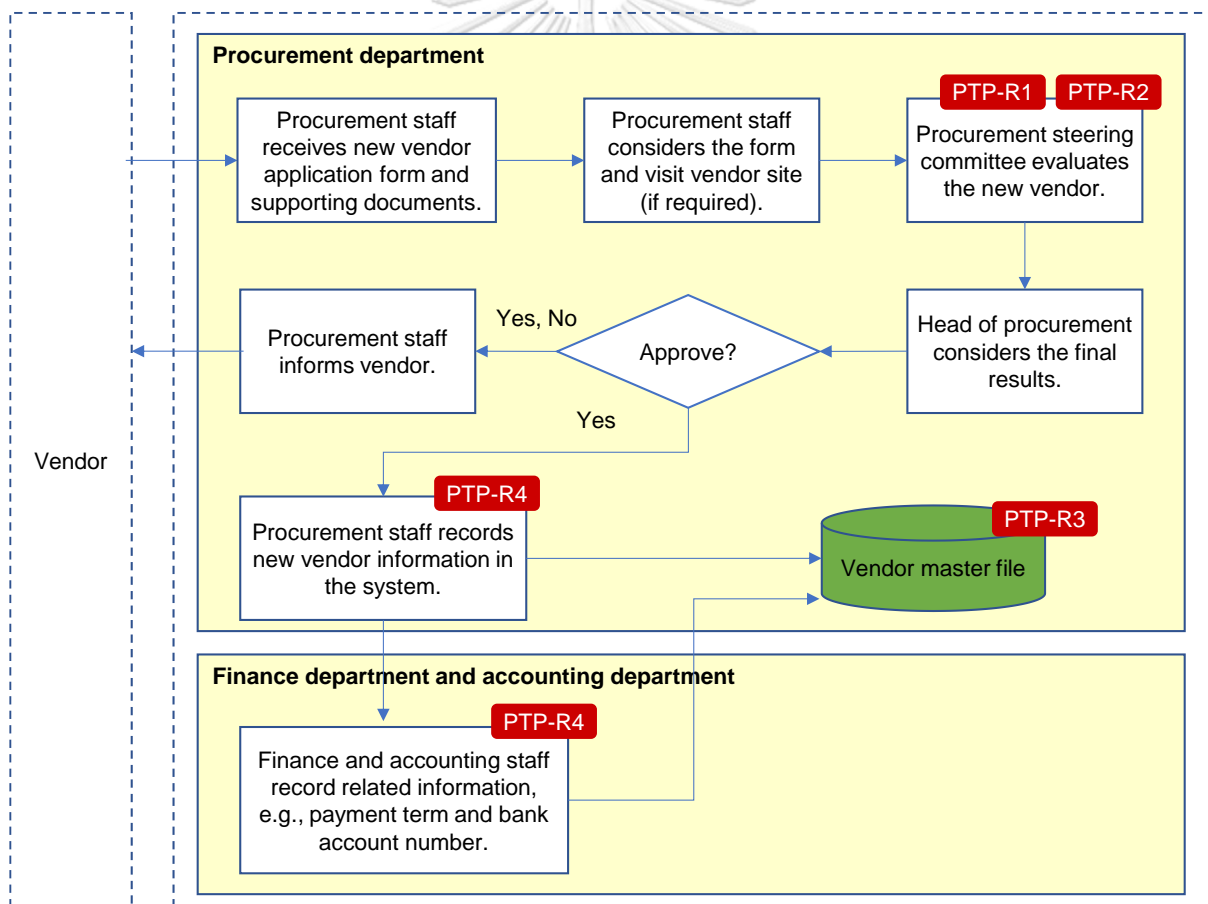 Procurement department
PTP-R1
PTP-R2
Procurement staff
receives new vendor
application form and
supporting documents.
Procurement staff
considers the form
and visit vendor site
(if required).
Procurement steering
committee evaluates
the new vendor.
Head of procurement
considers the final
results.
Approve?
Yes, No
Procurement staff
informs vendor.
Yes
Vendor
PTP-R4
Procurement staff records
new vendor information in
the system.
PTP-R3
Vendor master file
Finance department and accounting department
PTP-R4
Finance and accounting staff
record related information,
e.g., payment term and bank
account number.